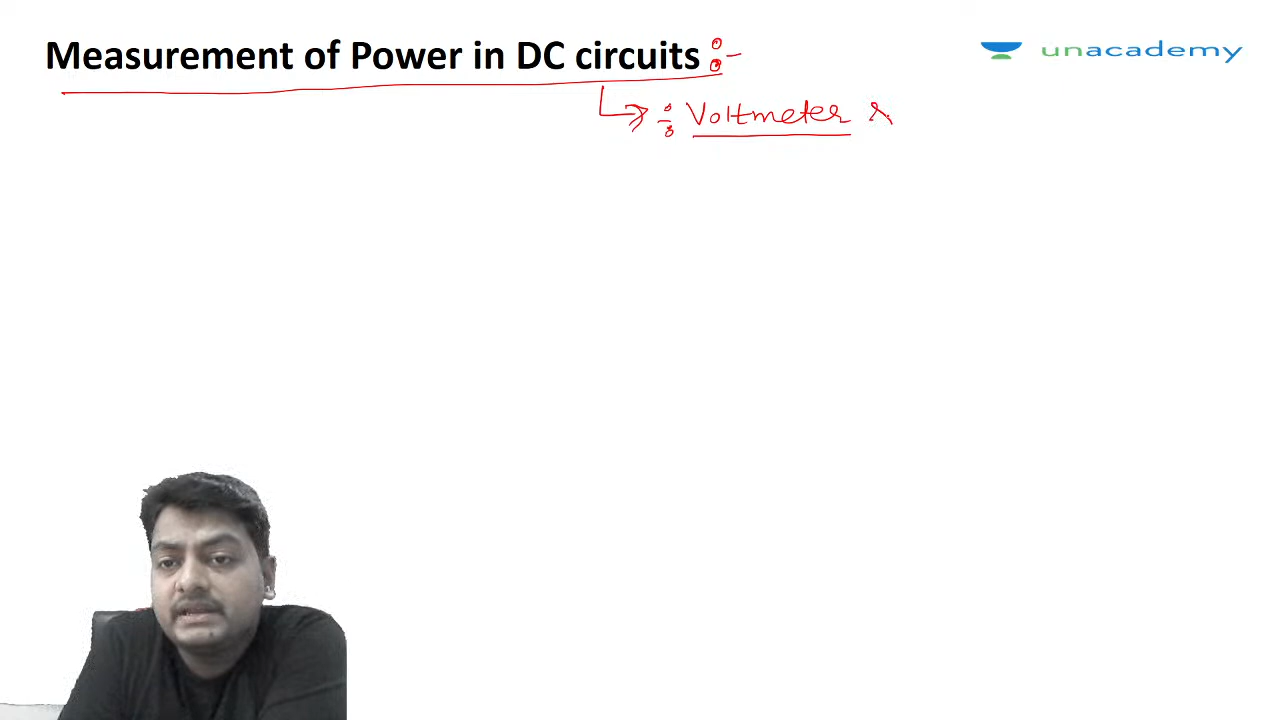 Measurement of Power in DC circuits :-
unacademy
:- Voltmeter &